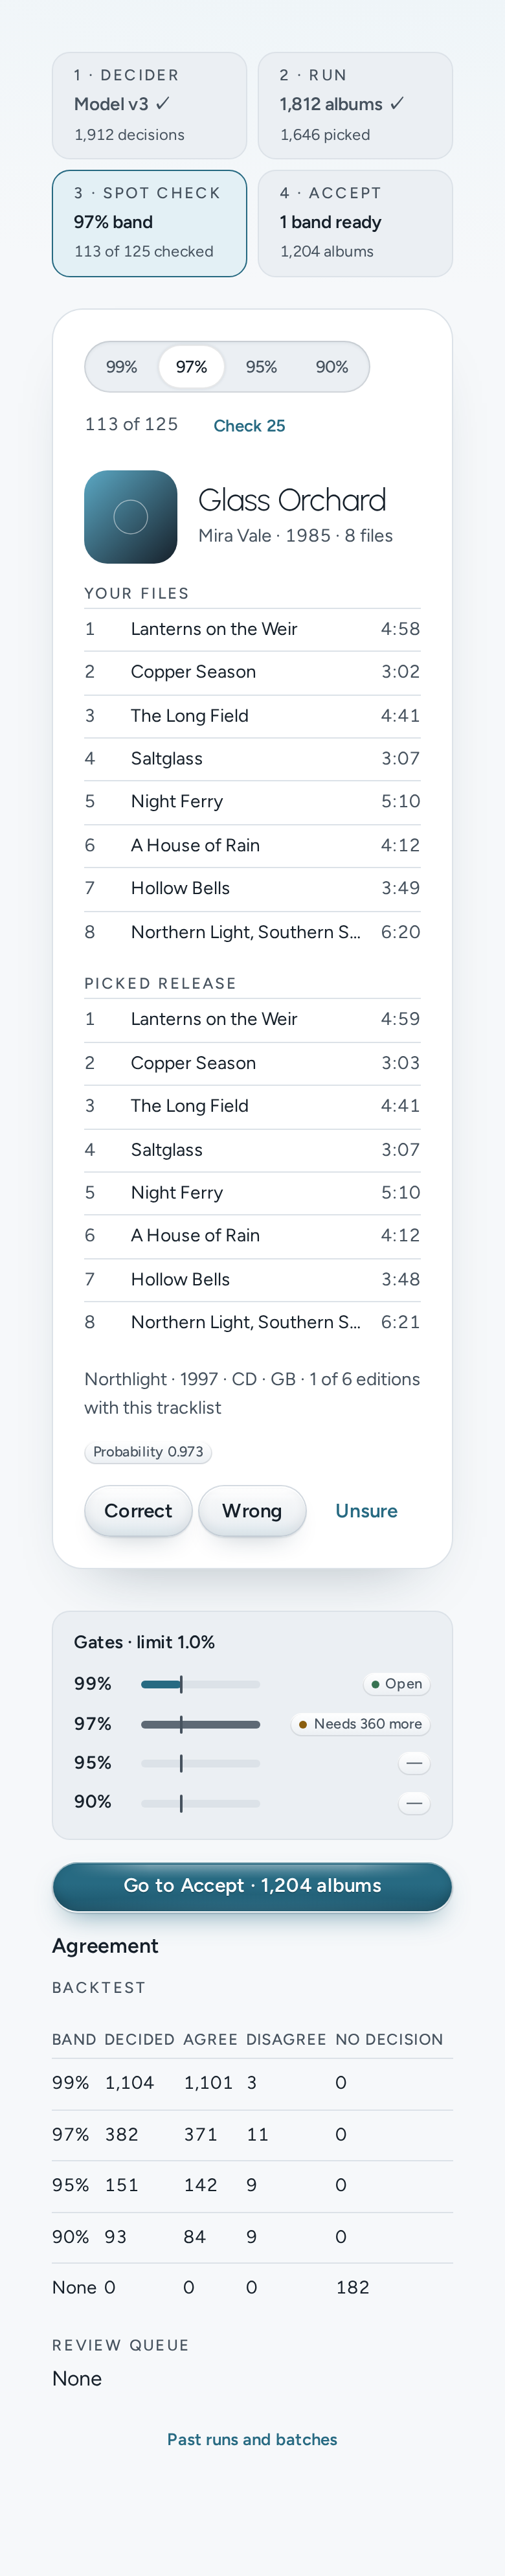 1 · DECIDER
Model v3 ✓
1,912 decisions
2 · RUN
1,812 albums ✓
1,646 picked
3 · SPOT CHECK
97% band
113 of 125 checked
4 · ACCEPT
1 band ready
1,204 albums
99% 97% 95% 90%
113 of 125 Check 25
Glass Orchard
Mira Vale · 1985 · 8 files
YOUR FILES
1 Lanterns on the Weir 4:58
2 Copper Season 3:02
3 The Long Field 4:41
4 Saltglass 3:07
5 Night Ferry 5:10
6 A House of Rain 4:12
7 Hollow Bells 3:49
8 Northern Light, Southern S... 6:20
PICKED RELEASE
1 Lanterns on the Weir 4:59
2 Copper Season 3:03
3 The Long Field 4:41
4 Saltglass 3:07
5 Night Ferry 5:10
6 A House of Rain 4:12
7 Hollow Bells 3:48
8 Northern Light, Southern S... 6:21
Northlight · 1997 · CD · GB · 1 of 6 editions
with this tracklist
Probability 0.973
Correct Wrong Unsure
Gates · limit 1.0%
99% Open
97% Needs 360 more
95% —
90% —
Go to Accept · 1,204 albums
Agreement
BACKTEST
BAND DECIDED AGREE DISAGREE NO DECISION
99% 1,104 1,101 3 0
97% 382 371 11 0
95% 151 142 9 0
90% 93 84 9 0
None 0 0 0 182
REVIEW QUEUE
None
Past runs and batches